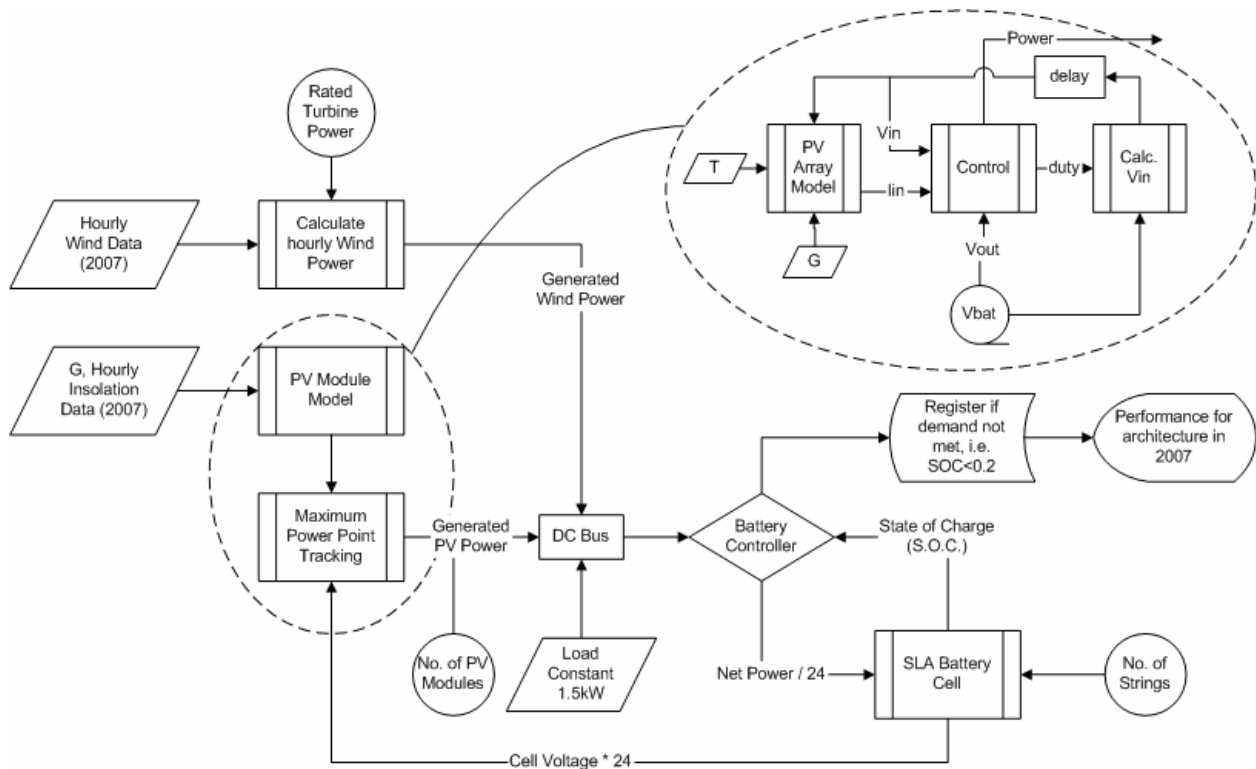 Power
Rated
Turbine
Power
delay
Vin
T
PV
Array
Model
Iin
Control
duty
Calc.
Vin
Hourly
Wind Data
(2007)
Calculate
hourly Wind
Power
G
Vout
Vbat
Generated
Wind Power
G, Hourly
Insolation
Data (2007)
PV Module
Model
Register if
demand not
met, i.e.
SOC<0.2
Performance for
architecture in
2007
Maximum
Power Point
Tracking
Generated
PV Power
DC Bus
Battery
Controller
State of Charge
(S.O.C.)
No. of PV
Modules
Load
Constant
1.5kW
Net Power / 24
SLA Battery
Cell
No. of
Strings
Cell Voltage * 24